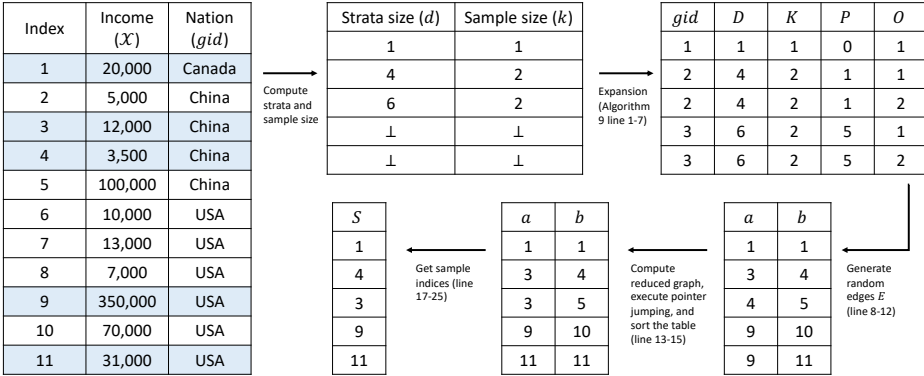 Index Income (𝒳) Nation (gid)
1 20,000 Canada
2 5,000 China
3 12,000 China
4 3,500 China
5 100,000 China
6 10,000 USA
7 13,000 USA
8 7,000 USA
9 350,000 USA
10 70,000 USA
11 31,000 USA
Compute
strata and
sample size
Strata size (d) Sample size (k)
1 1
4 2
6 2
⊥ ⊥
⊥ ⊥
Expansion
(Algorithm
9 line 1-7)
gid D K P O
1 1 1 0 1
2 4 2 1 1
2 4 2 1 2
3 6 2 5 1
3 6 2 5 2
Generate
random
edges E
(line 8-12)
a b
1 1
3 4
4 5
9 10
9 11
Compute
reduced graph,
execute pointer
jumping, and
sort the table
(line 13-15)
a b
1 1
3 4
3 5
9 10
11 11
Get sample
indices (line
17-25)
S
1
4
3
9
11